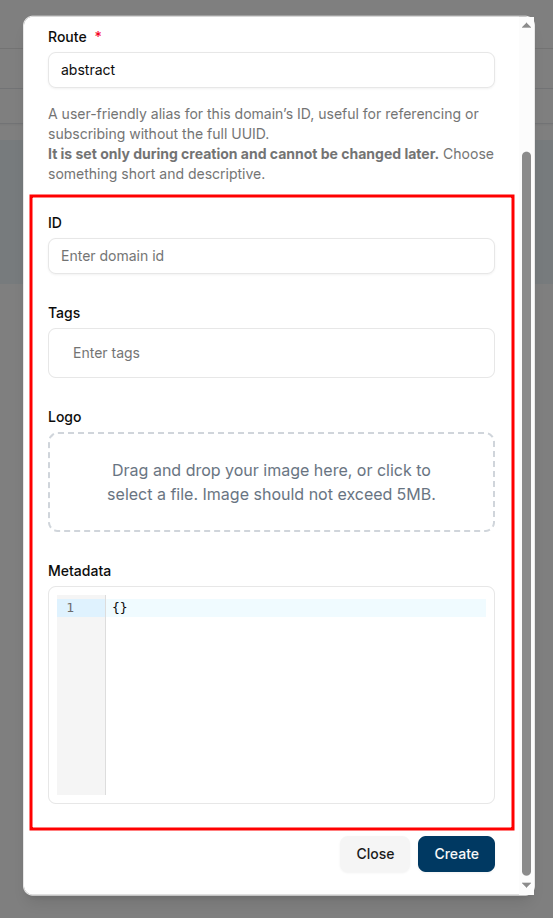 Route *
abstract
A user-friendly alias for this domain’s ID, useful for referencing or
subscribing without the full UUID.
It is set only during creation and cannot be changed later. Choose
something short and descriptive.
ID
Enter domain id
Tags
Enter tags
Logo
Drag and drop your image here, or click to
select a file. Image should not exceed 5MB.
Metadata
1 {}
Close Create